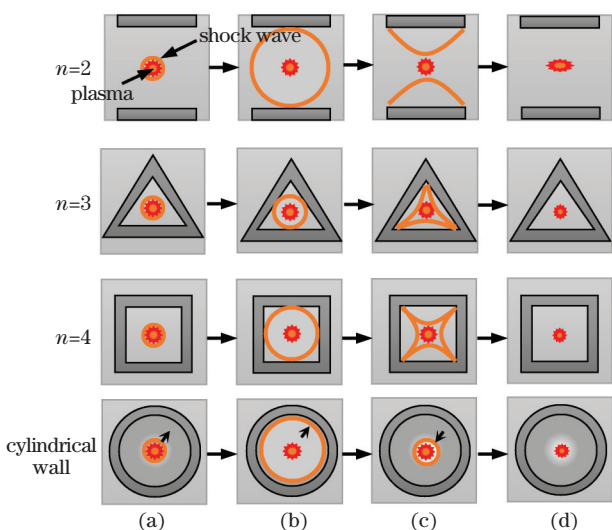 shock wave
n=2
plasma
n=3
n=4
cylindrical
wall
(a) (b) (c) (d)